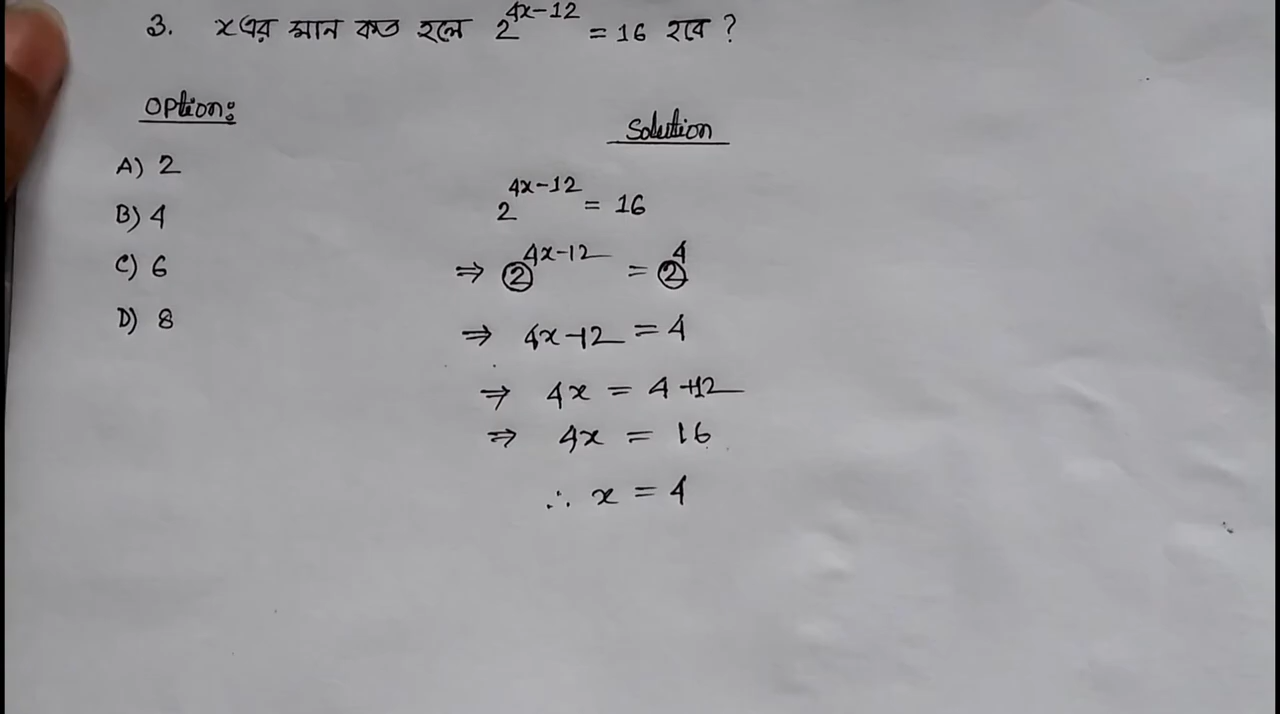 3. x এর মান কত হলে 2^{4x-12} = 16 হবে ?
Option:
A) 2
B) 4
C) 6
D) 8
Solution
2^{4x-12} = 16
⇒ 2^{4x-12} = 2^4
⇒ 4x-12 = 4
⇒ 4x = 4+12
⇒ 4x = 16
∴ x = 4